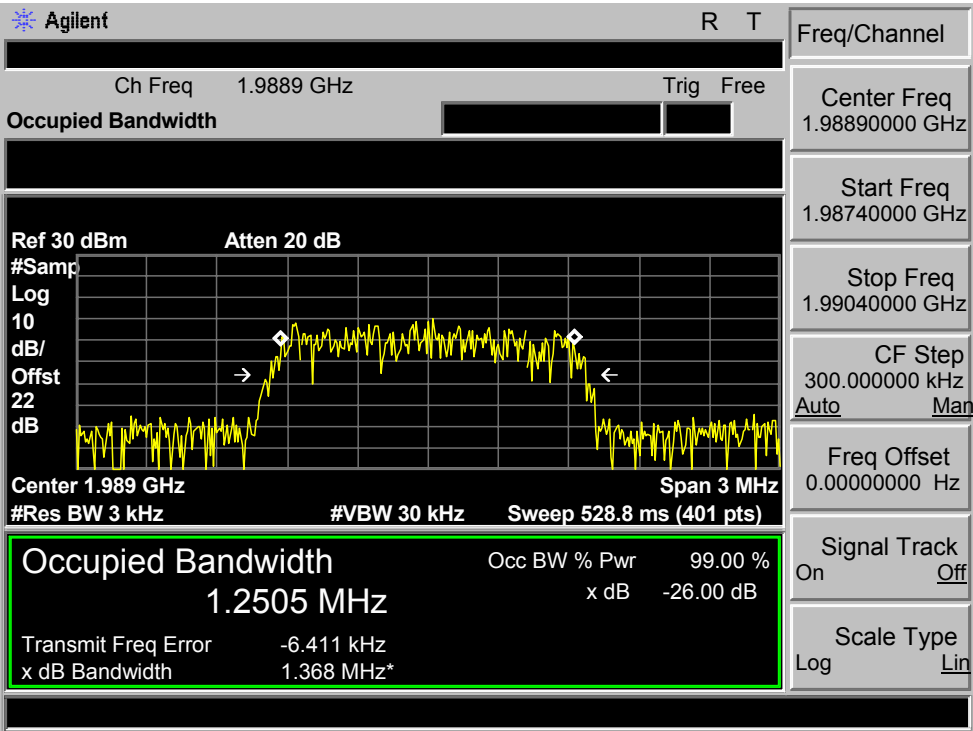 Agilent
R T
Ch Freq 1.9889 GHz
Trig Free
Occupied Bandwidth
Ref 30 dBm
Atten 20 dB
#Samp
Log
10
dB/
Offst
22
dB
Center 1.989 GHz
Span 3 MHz
#Res BW 3 kHz
#VBW 30 kHz
Sweep 528.8 ms (401 pts)
Occupied Bandwidth
1.2505 MHz
Occ BW % Pwr 99.00 %
x dB -26.00 dB
Transmit Freq Error -6.411 kHz
x dB Bandwidth 1.368 MHz*
Freq/Channel
Center Freq
1.98890000 GHz
Start Freq
1.98740000 GHz
Stop Freq
1.99040000 GHz
CF Step
300.000000 kHz
Auto Man
Freq Offset
0.00000000 Hz
Signal Track
On Off
Scale Type
Log Lin